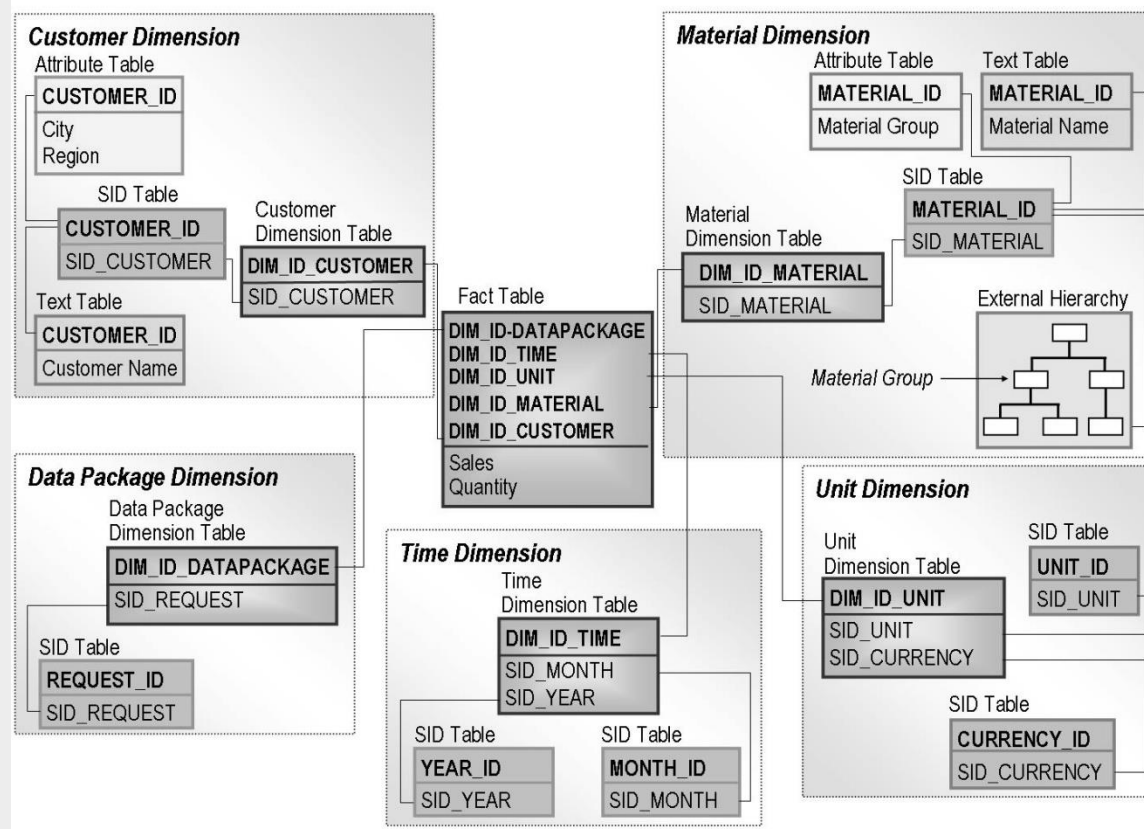 Customer Dimension
Attribute Table
CUSTOMER_ID
City
Region
SID Table
CUSTOMER_ID
SID_CUSTOMER
Customer
Dimension Table
DIM_ID_CUSTOMER
SID_CUSTOMER
Text Table
CUSTOMER_ID
Customer Name
Fact Table
DIM_ID-DATAPACKAGE
DIM_ID_TIME
DIM_ID_UNIT
DIM_ID_MATERIAL
DIM_ID_CUSTOMER
Sales
Quantity
Material Dimension
Attribute Table
MATERIAL_ID
Material Group
Text Table
MATERIAL_ID
Material Name
SID Table
MATERIAL_ID
SID_MATERIAL
Material
Dimension Table
DIM_ID_MATERIAL
SID_MATERIAL
External Hierarchy
Material Group
Data Package Dimension
Data Package
Dimension Table
DIM_ID_DATAPACKAGE
SID_REQUEST
SID Table
REQUEST_ID
SID_REQUEST
Time Dimension
Time
Dimension Table
DIM_ID_TIME
SID_MONTH
SID_YEAR
SID Table
YEAR_ID
SID_YEAR
SID Table
MONTH_ID
SID_MONTH
Unit Dimension
Unit
Dimension Table
DIM_ID_UNIT
SID_UNIT
SID_CURRENCY
SID Table
UNIT_ID
SID_UNIT
SID Table
CURRENCY_ID
SID_CURRENCY